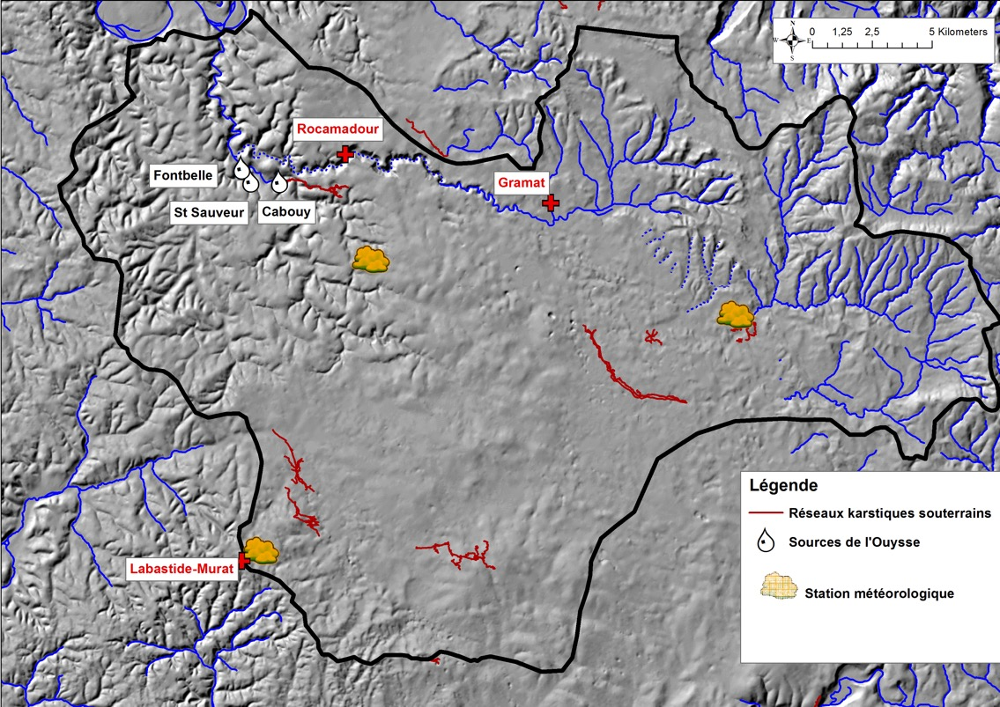 N
W E
S
0 1,25 2,5 5 Kilometers
Rocamadour
Fontbelle
Gramat
St Sauveur
Cabouy
Labastide-Murat
Légende
Réseaux karstiques souterrains
Sources de l'Ouysse
Station météorologique